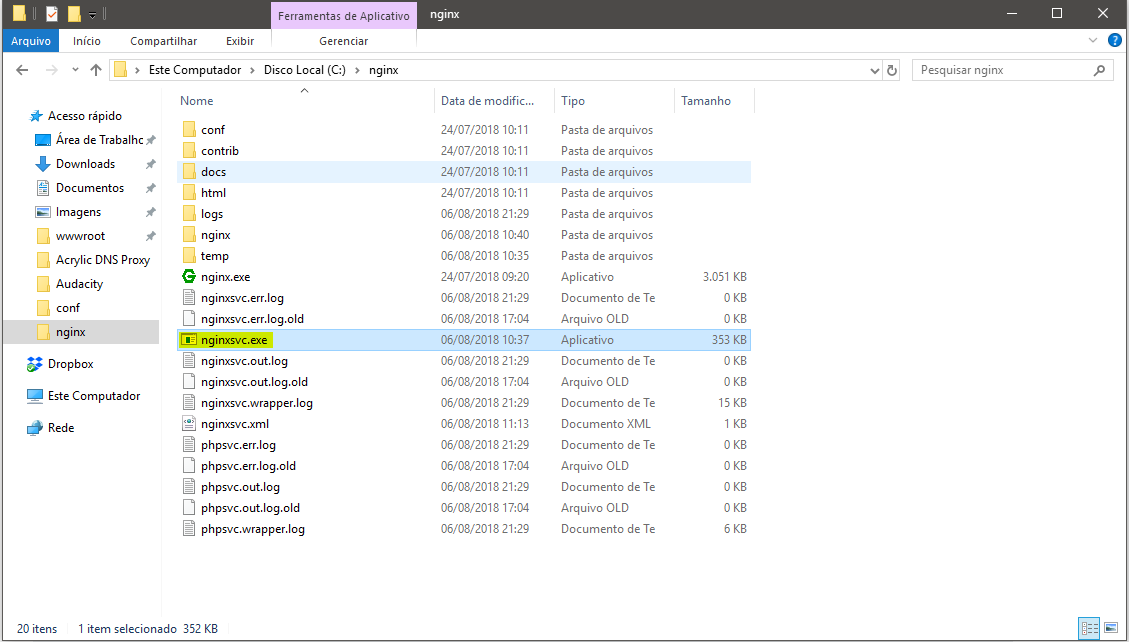 Ferramentas de Aplicativo nginx
Arquivo Início Compartilhar Exibir Gerenciar
Este Computador Disco Local (C:) nginx Pesquisar nginx
Nome Data de modific... Tipo Tamanho
Acesso rápido
Área de Trabalho
Downloads
Documentos
Imagens
wwwroot
Acrylic DNS Proxy
Audacity
conf
nginx
Dropbox
Este Computador
Rede
conf 24/07/2018 10:11 Pasta de arquivos
contrib 24/07/2018 10:11 Pasta de arquivos
docs 24/07/2018 10:11 Pasta de arquivos
html 24/07/2018 10:11 Pasta de arquivos
logs 06/08/2018 21:29 Pasta de arquivos
nginx 06/08/2018 10:40 Pasta de arquivos
temp 06/08/2018 10:35 Pasta de arquivos
nginx.exe 24/07/2018 09:20 Aplicativo 3.051 KB
nginxsvc.err.log 06/08/2018 21:29 Documento de Te 0 KB
nginxsvc.err.log.old 06/08/2018 17:04 Arquivo OLD 0 KB
nginxsvc.exe 06/08/2018 10:37 Aplicativo 353 KB
nginxsvc.out.log 06/08/2018 21:29 Documento de Te 0 KB
nginxsvc.out.log.old 06/08/2018 17:04 Arquivo OLD 0 KB
nginxsvc.wrapper.log 06/08/2018 21:29 Documento de Te 15 KB
nginxsvc.xml 06/08/2018 11:13 Documento XML 1 KB
phpsvc.err.log 06/08/2018 21:29 Documento de Te 0 KB
phpsvc.err.log.old 06/08/2018 17:04 Arquivo OLD 0 KB
phpsvc.out.log 06/08/2018 21:29 Documento de Te 0 KB
phpsvc.out.log.old 06/08/2018 17:04 Arquivo OLD 0 KB
phpsvc.wrapper.log 06/08/2018 21:29 Documento de Te 6 KB
20 itens 1 item selecionado 352 KB